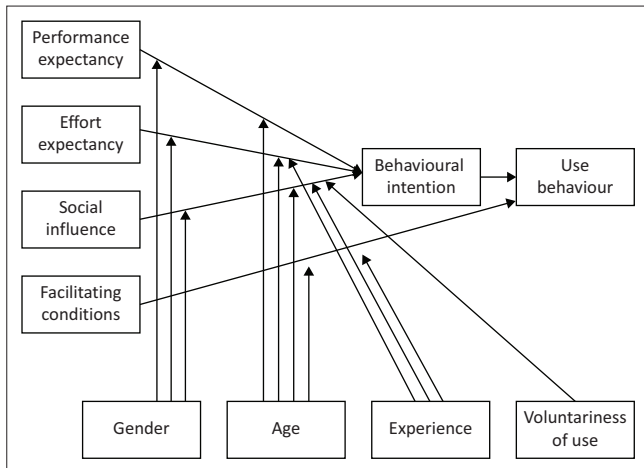 Performance
expectancy
Effort
expectancy
Behavioural
intention
Use
behaviour
Social
influence
Facilitating
conditions
Gender
Age
Experience
Voluntariness
of use